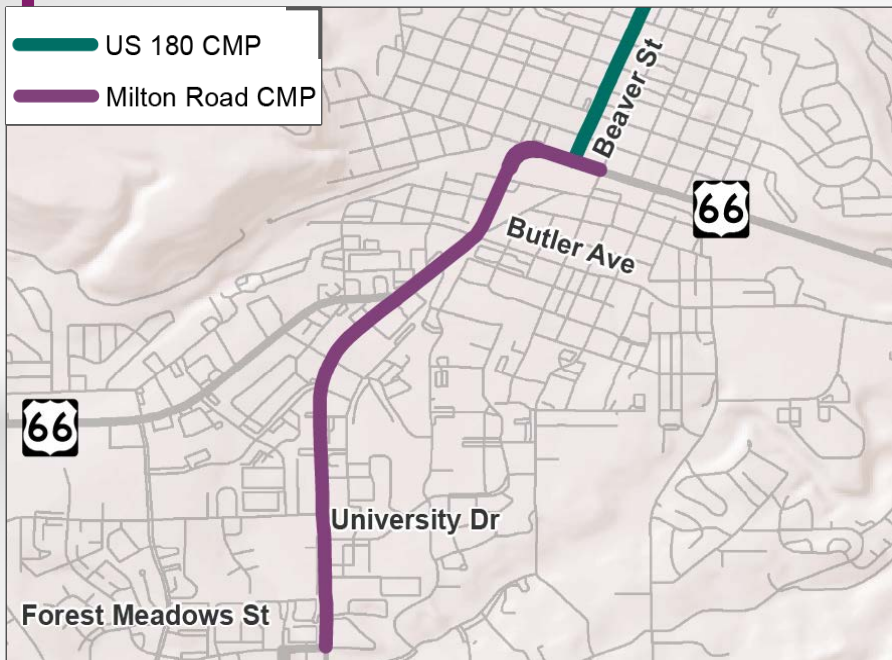 US 180 CMP
Milton Road CMP
Beaver St
66
Butler Ave
66
University Dr
Forest Meadows St